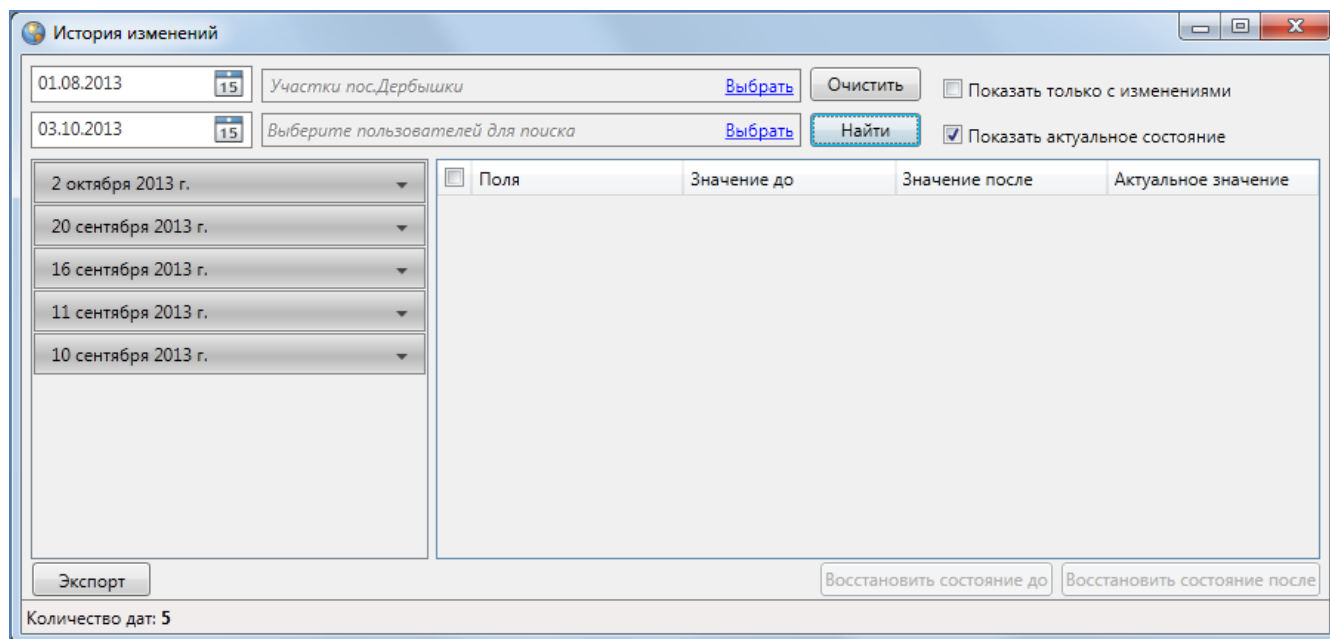 История изменений
01.08.2013 15 Участки пос.Дербышки Выбрать Очистить Показать только с изменениями
03.10.2013 15 Выберите пользователей для поиска Выбрать Найти Показать актуальное состояние
2 октября 2013 г. Поля Значение до Значение после Актуальное значение
20 сентября 2013 г.
16 сентября 2013 г.
11 сентября 2013 г.
10 сентября 2013 г.
Экспорт Восстановить состояние до Восстановить состояние после
Количество дат: 5